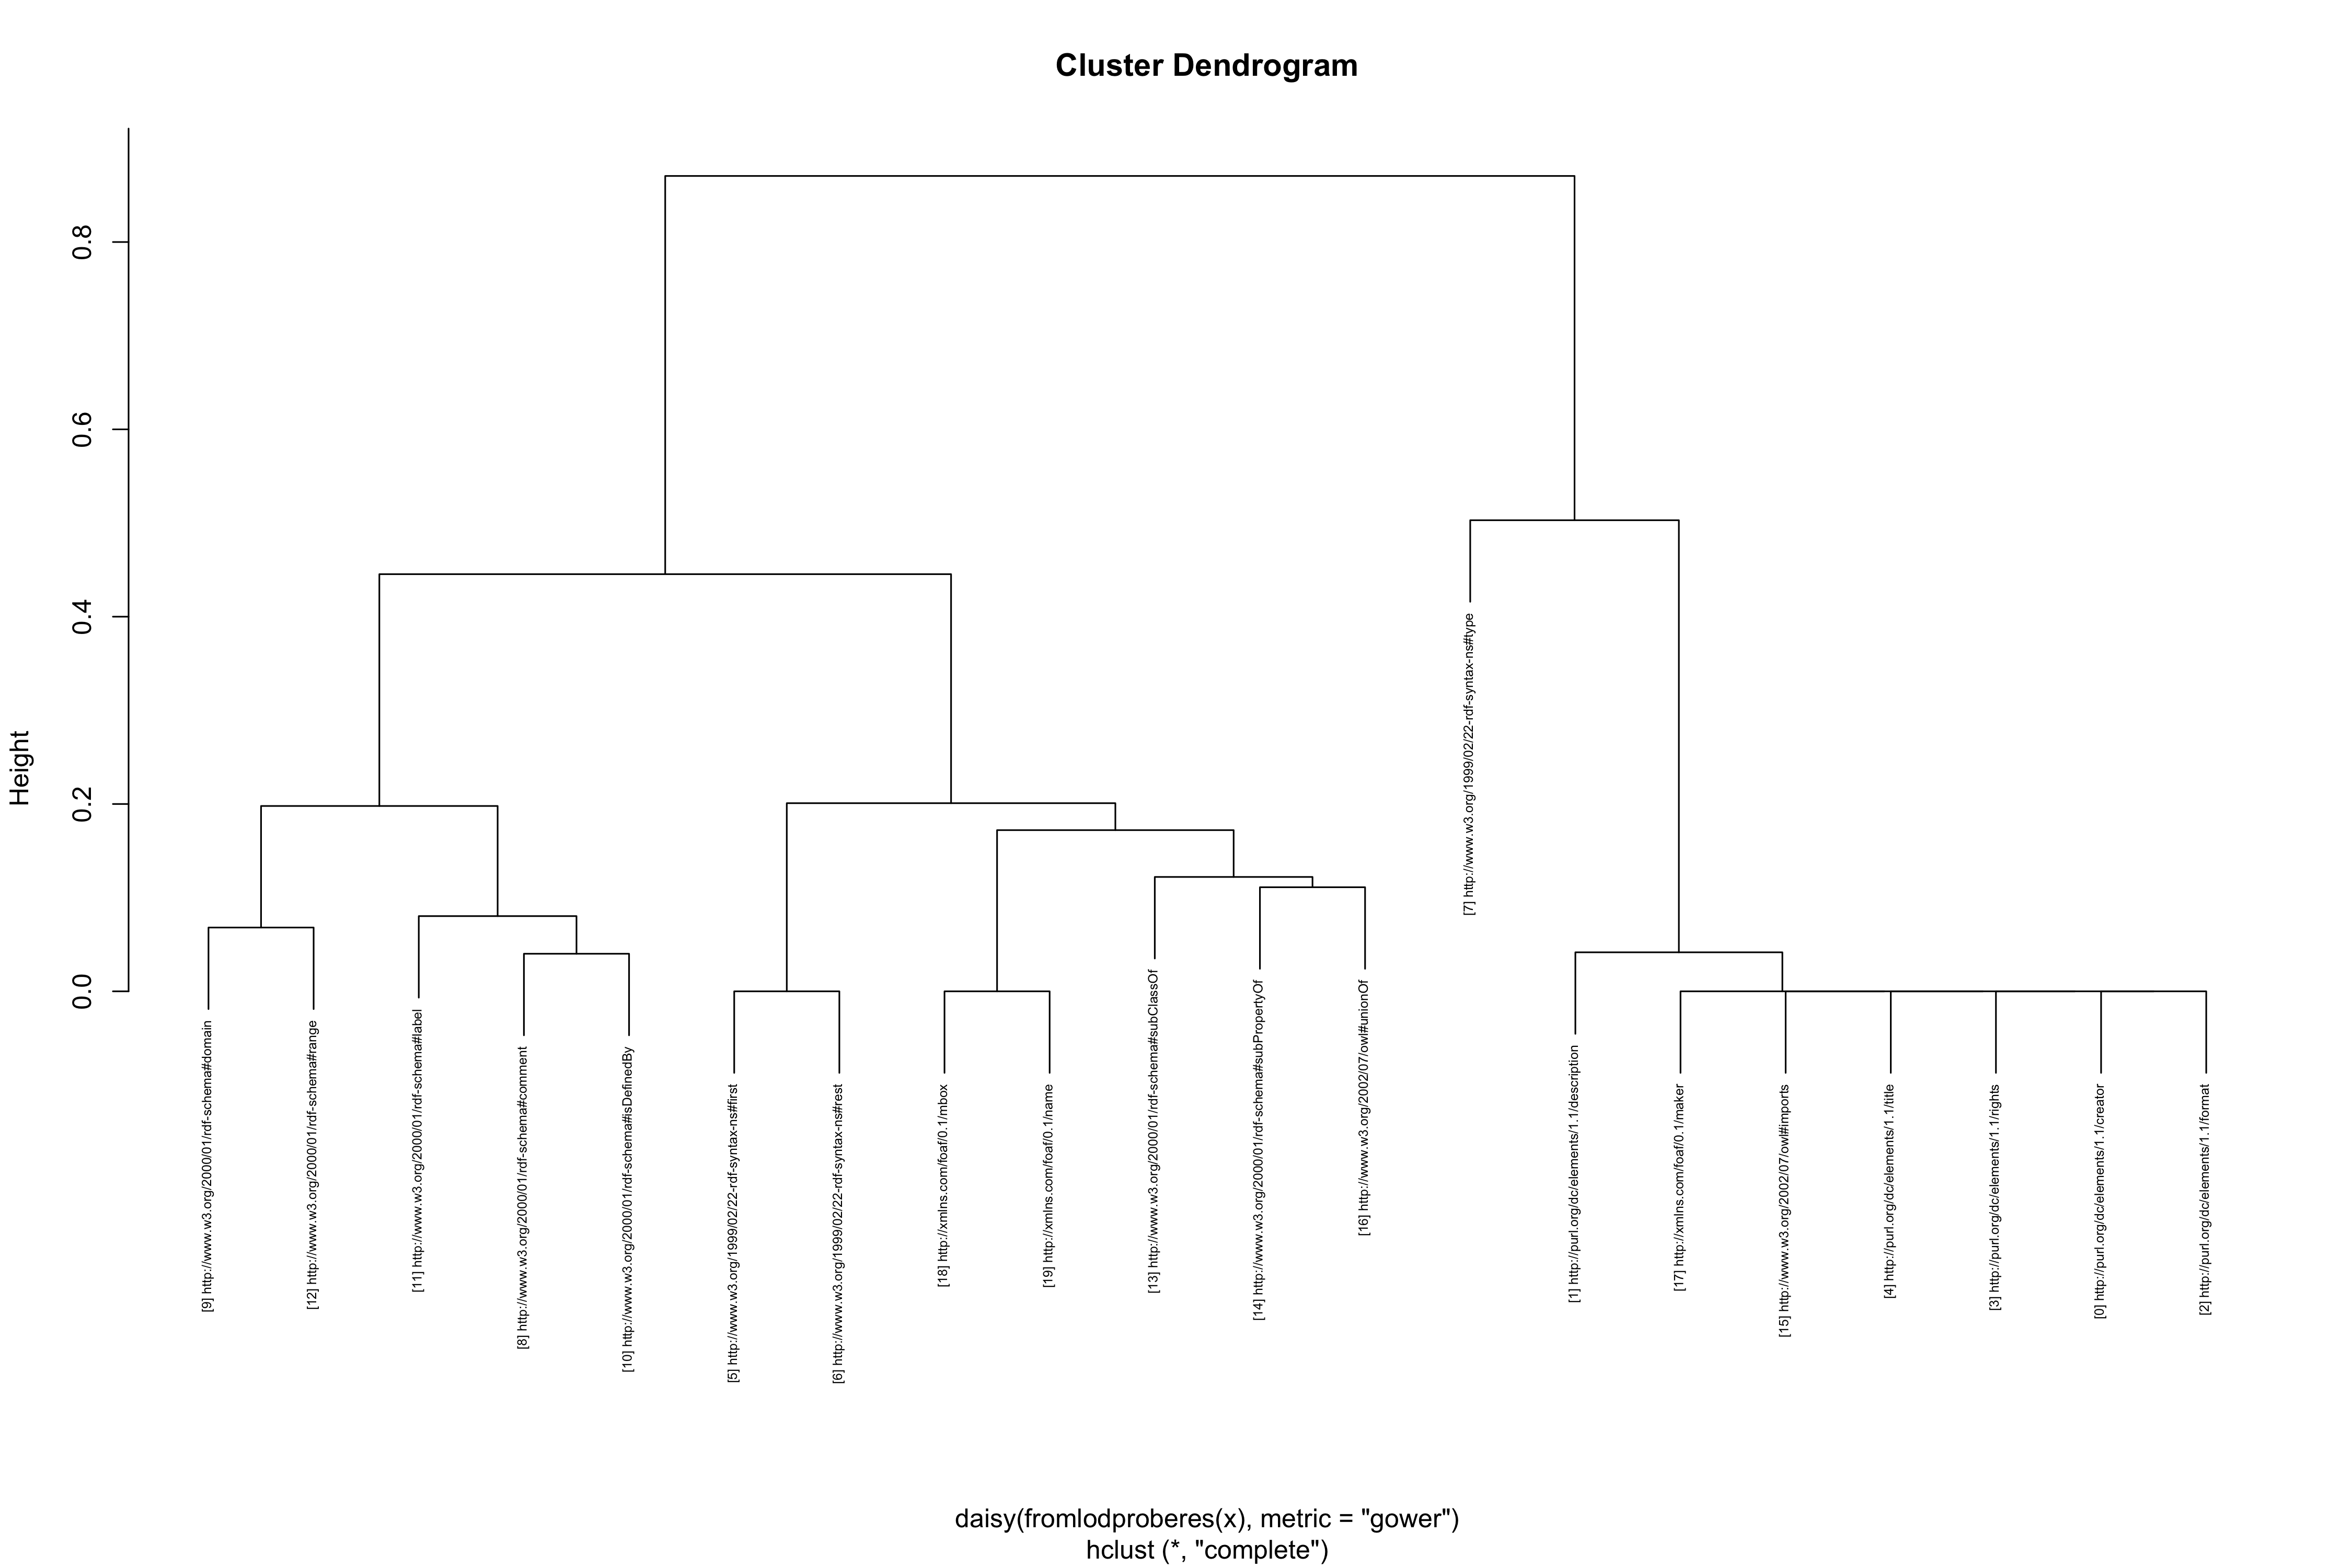 Cluster Dendrogram
Height
0.0
0.2
0.4
0.6
0.8
[9] http://www.w3.org/2000/01/rdf-schema#domain
[12] http://www.w3.org/2000/01/rdf-schema#range
[11] http://www.w3.org/2000/01/rdf-schema#label
[8] http://www.w3.org/2000/01/rdf-schema#comment
[10] http://www.w3.org/2000/01/rdf-schema#isDefinedBy
[5] http://www.w3.org/1999/02/22-rdf-syntax-ns#first
[6] http://www.w3.org/1999/02/22-rdf-syntax-ns#rest
[18] http://xmlns.com/foaf/0.1/mbox
[19] http://xmlns.com/foaf/0.1/name
[13] http://www.w3.org/2000/01/rdf-schema#subClassOf
[14] http://www.w3.org/2000/01/rdf-schema#subPropertyOf
[16] http://www.w3.org/2002/07/owl#unionOf
[7] http://www.w3.org/1999/02/22-rdf-syntax-ns#type
[1] http://purl.org/dc/elements/1.1/description
[17] http://xmlns.com/foaf/0.1/maker
[15] http://www.w3.org/2002/07/owl#imports
[4] http://purl.org/dc/elements/1.1/title
[3] http://purl.org/dc/elements/1.1/rights
[0] http://purl.org/dc/elements/1.1/creator
[2] http://purl.org/dc/elements/1.1/format
daisy(fromlodproberes(x), metric = "gower")
hclust (*, "complete")